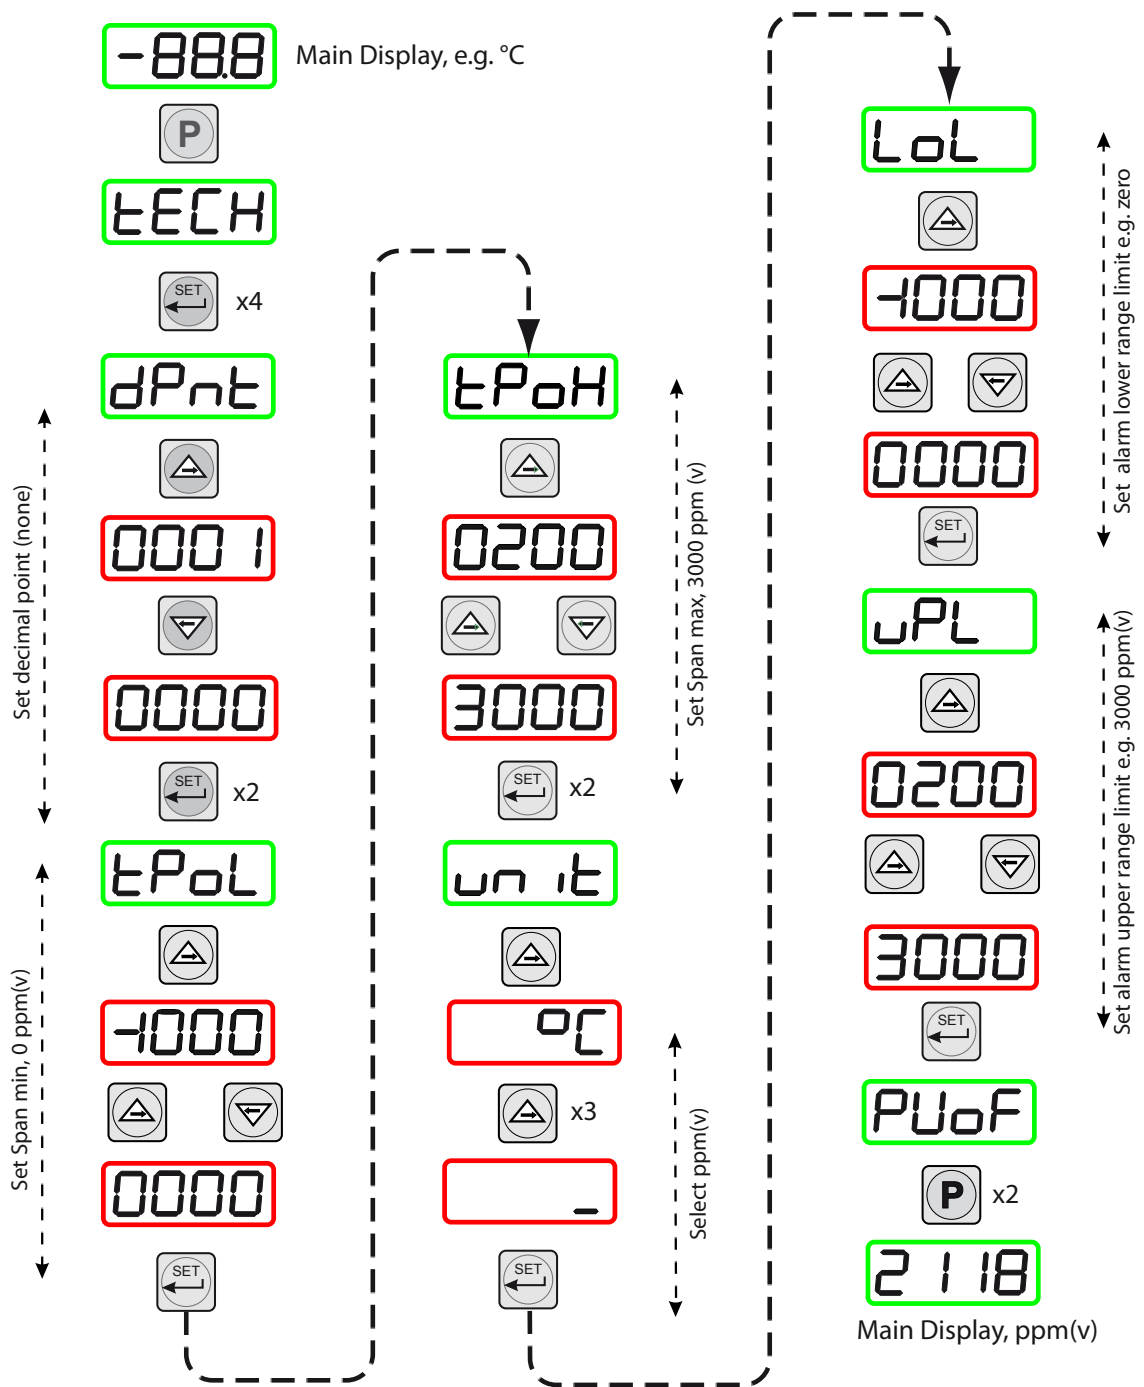 -88.8
Main Display, e.g. °C
P
tECH
SET
x4
dPnt
0001
0000
SET
x2
Set decimal point (none)
tPoL
-1000
0000
SET
Set Span min, 0 ppm(v)
tPoH
0200
3000
SET
x2
Set Span max, 3000 ppm (v)
unit
°C
x3
_
SET
Select ppm(v)
LoL
-1000
0000
SET
Set alarm lower range limit e.g. zero
uPL
0200
3000
SET
Set alarm upper range limit e.g. 3000 ppm(v)
PUoF
P
x2
2118
Main Display, ppm(v)